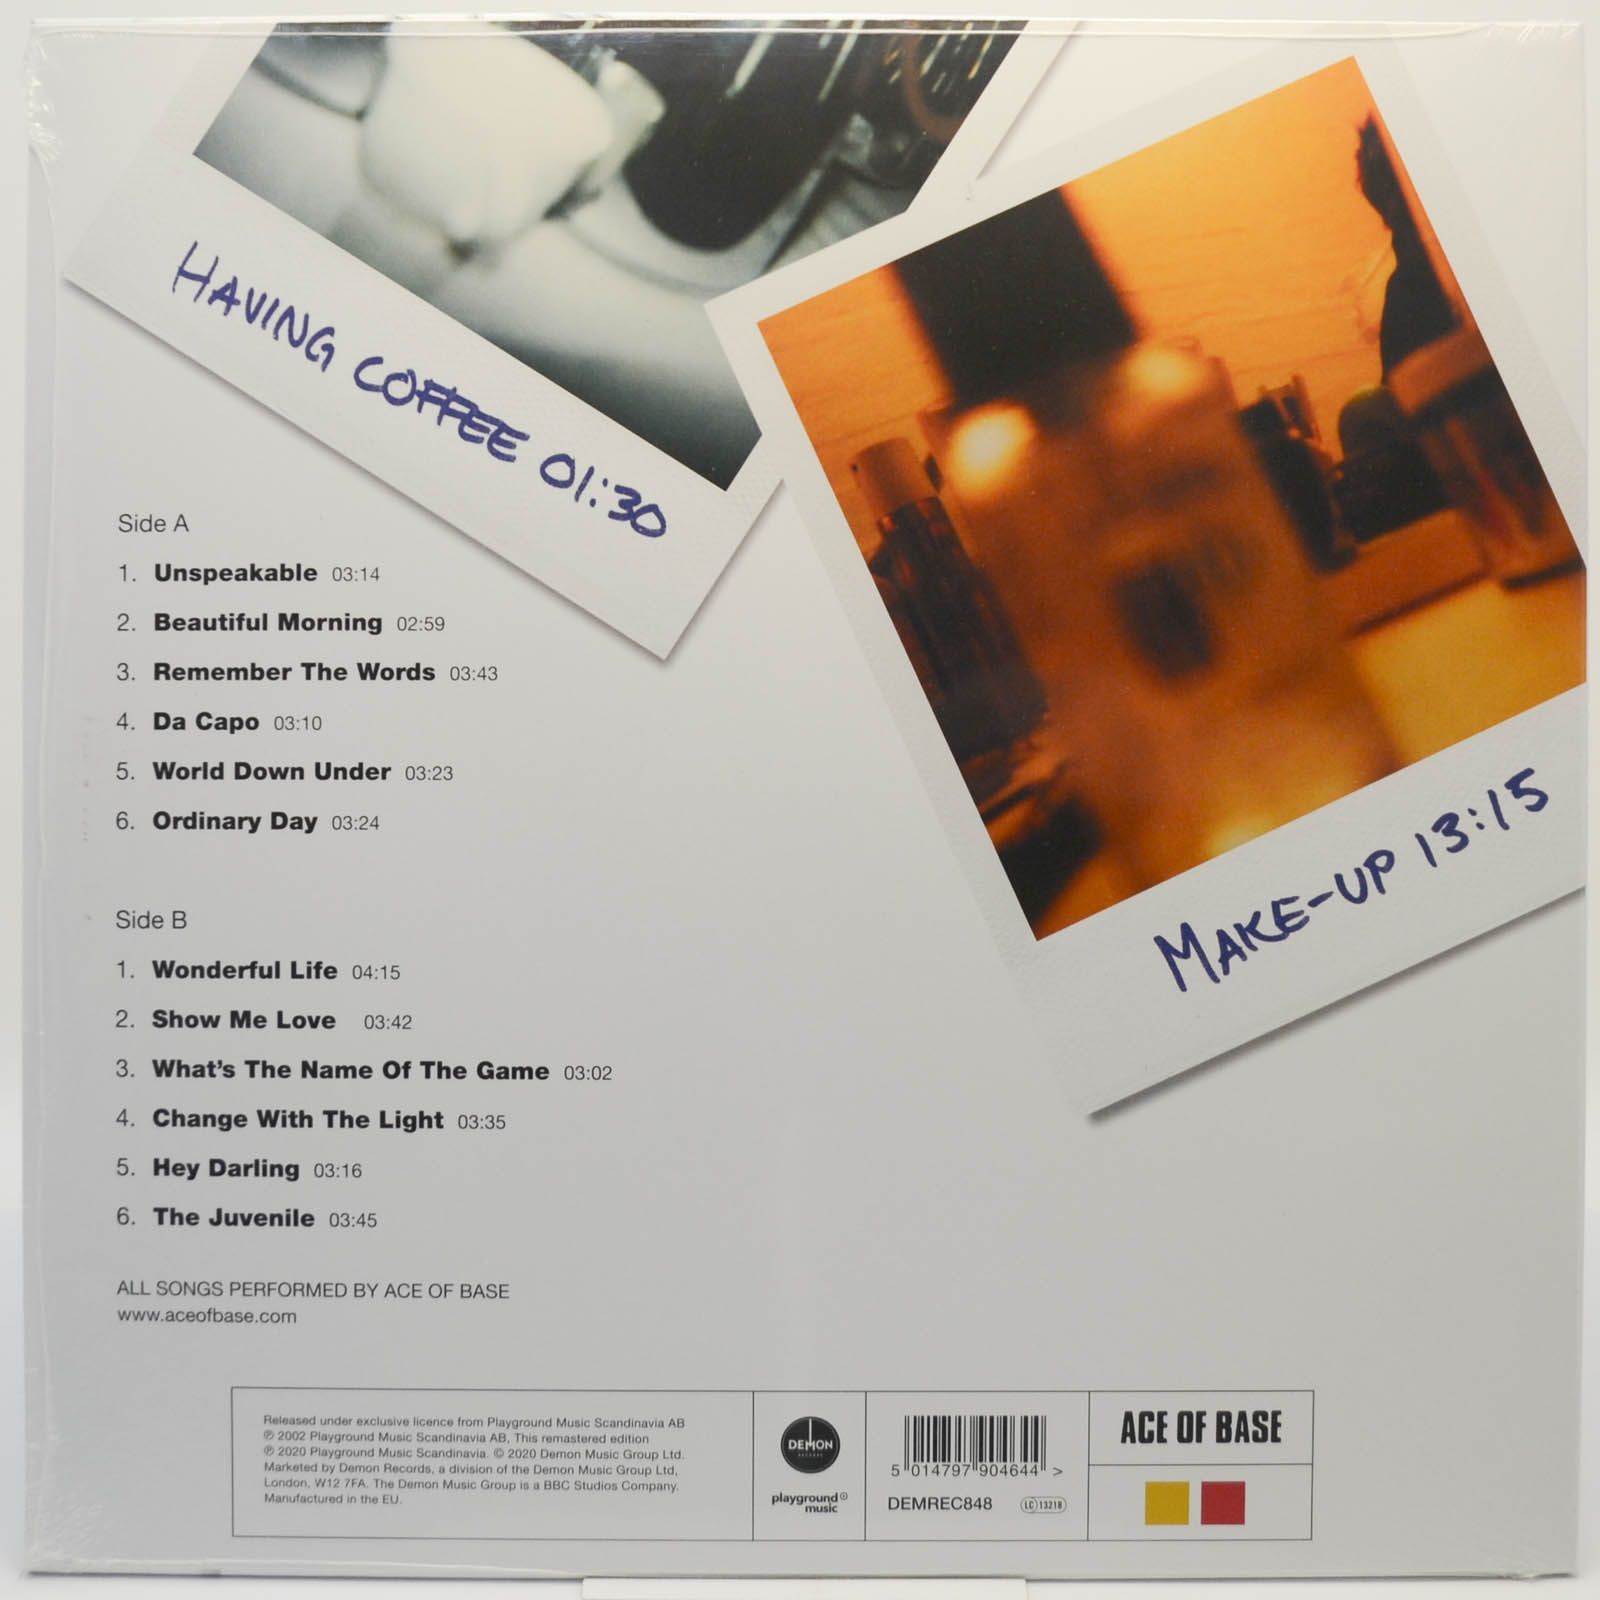 HAVING COFFEE 01:30
MAKE-UP 13:15
Side A
1. Unspeakable 03:14
2. Beautiful Morning 02:59
3. Remember The Words 03:43
4. Da Capo 03:10
5. World Down Under 03:23
6. Ordinary Day 03:24
Side B
1. Wonderful Life 04:15
2. Show Me Love 03:42
3. What's The Name Of The Game 03:02
4. Change With The Light 03:35
5. Hey Darling 03:16
6. The Juvenile 03:45
ALL SONGS PERFORMED BY ACE OF BASE
www.aceofbase.com
Released under exclusive licence from Playground Music Scandinavia AB
℗ 2002 Playground Music Scandinavia AB, This remastered edition
℗ 2020 Playground Music Scandinavia. © 2020 Demon Music Group Ltd.
Marketed by Demon Records, a division of the Demon Music Group Ltd,
London, W12 7FA. The Demon Music Group is a BBC Studios Company.
Manufactured in the EU.
DEMON
RECORDS
playground
music
5 014797 904644 >
DEMREC848
LC 13218
ACE OF BASE